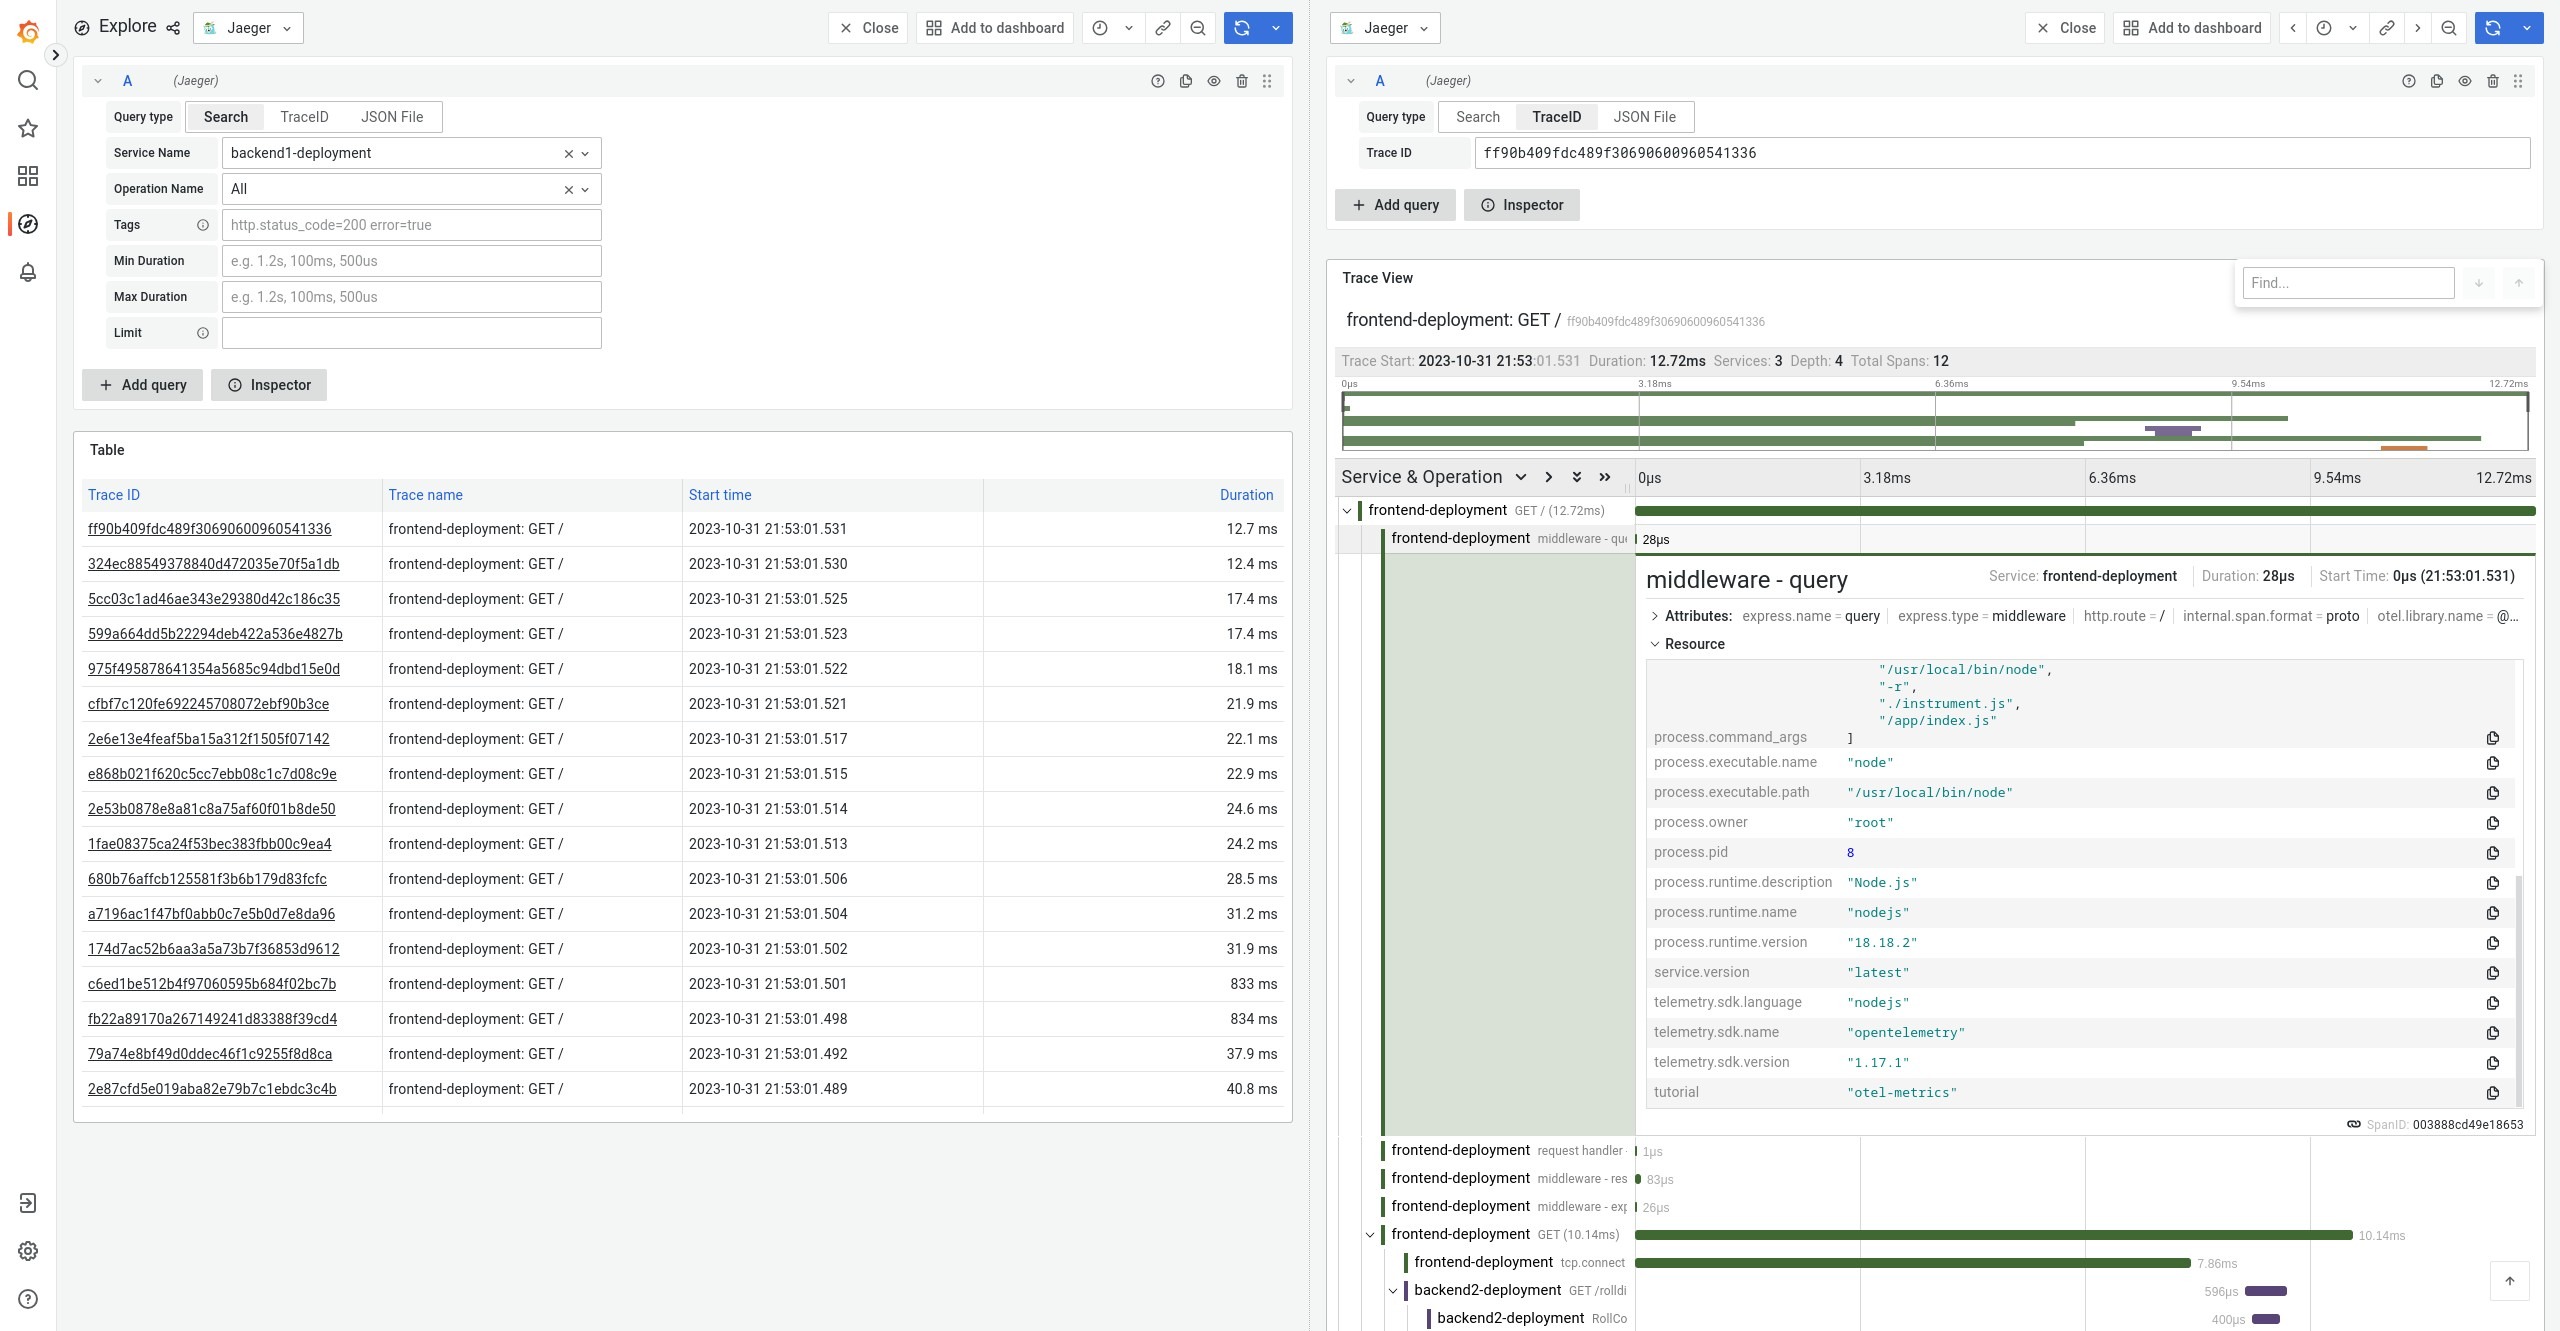 Explore
Jaeger
Close
Add to dashboard
A
(Jaeger)
Query type
Search
TraceID
JSON File
Service Name
backend1-deployment
Operation Name
All
Tags
http.status_code=200 error=true
Min Duration
e.g. 1.2s, 100ms, 500us
Max Duration
e.g. 1.2s, 100ms, 500us
Limit
Add query
Inspector
Table
Trace ID Trace name Start time Duration
ff90b409fdc489f30690600960541336 frontend-deployment: GET / 2023-10-31 21:53:01.531 12.7 ms
324ec88549378840d472035e70f5a1db frontend-deployment: GET / 2023-10-31 21:53:01.530 12.4 ms
5cc03c1ad46ae343e29380d42c186c35 frontend-deployment: GET / 2023-10-31 21:53:01.525 17.4 ms
599a664dd5b22294deb422a536e4827b frontend-deployment: GET / 2023-10-31 21:53:01.523 17.4 ms
975f495878641354a5685c94dbd15e0d frontend-deployment: GET / 2023-10-31 21:53:01.522 18.1 ms
cfbf7c120fe692245708072ebf90b3ce frontend-deployment: GET / 2023-10-31 21:53:01.521 21.9 ms
2e6e13e4feaf5ba15a312f1505f07142 frontend-deployment: GET / 2023-10-31 21:53:01.517 22.1 ms
e868b021f620c5cc7ebb08c1c7d08c9e frontend-deployment: GET / 2023-10-31 21:53:01.515 22.9 ms
2e53b0878e8a81c8a75af60f01b8de50 frontend-deployment: GET / 2023-10-31 21:53:01.514 24.6 ms
1fae08375ca24f53bec383fbb00c9ea4 frontend-deployment: GET / 2023-10-31 21:53:01.513 24.2 ms
680b76affcb125581f3b6b179d83fcfc frontend-deployment: GET / 2023-10-31 21:53:01.506 28.5 ms
a7196ac1f47bf0abb0c7e5b0d7e8da96 frontend-deployment: GET / 2023-10-31 21:53:01.504 31.2 ms
174d7ac52b6aa3a5a73b7f36853d9612 frontend-deployment: GET / 2023-10-31 21:53:01.502 31.9 ms
c6ed1be512b4f97060595b684f02bc7b frontend-deployment: GET / 2023-10-31 21:53:01.501 833 ms
fb22a89170a267149241d83388f39cd4 frontend-deployment: GET / 2023-10-31 21:53:01.498 834 ms
79a74e8bf49d0ddec46f1c9255f8d8ca frontend-deployment: GET / 2023-10-31 21:53:01.492 37.9 ms
2e87cfd5e019aba82e79b7c1ebdc3c4b frontend-deployment: GET / 2023-10-31 21:53:01.489 40.8 ms
Jaeger
Close
Add to dashboard
A
(Jaeger)
Query type
Search
TraceID
JSON File
Trace ID
ff90b409fdc489f30690600960541336
Add query
Inspector
Trace View
Find...
frontend-deployment: GET / ff90b409fdc489f30690600960541336
Trace Start: 2023-10-31 21:53:01.531 Duration: 12.72ms Services: 3 Depth: 4 Total Spans: 12
0μs 3.18ms 6.36ms 9.54ms 12.72ms
Service & Operation 0μs 3.18ms 6.36ms 9.54ms 12.72ms
frontend-deployment GET / (12.72ms)
frontend-deployment middleware - que 28μs
middleware - query
Service: frontend-deployment Duration: 28μs Start Time: 0μs (21:53:01.531)
Attributes: express.name = query express.type = middleware http.route = / internal.span.format = proto otel.library.name = @...
Resource
"/usr/local/bin/node",
"-r",
"./instrument.js",
"/app/index.js"
process.command_args ]
process.executable.name "node"
process.executable.path "/usr/local/bin/node"
process.owner "root"
process.pid 8
process.runtime.description "Node.js"
process.runtime.name "nodejs"
process.runtime.version "18.18.2"
service.version "latest"
telemetry.sdk.language "nodejs"
telemetry.sdk.name "opentelemetry"
telemetry.sdk.version "1.17.1"
tutorial "otel-metrics"
SpanID: 003888cd49e18653
frontend-deployment request handler - 1μs
frontend-deployment middleware - res 83μs
frontend-deployment middleware - exp 26μs
frontend-deployment GET (10.14ms) 10.14ms
frontend-deployment tcp.connect 7.86ms
backend2-deployment GET /rolldi 596μs
backend2-deployment RollCo 400μs